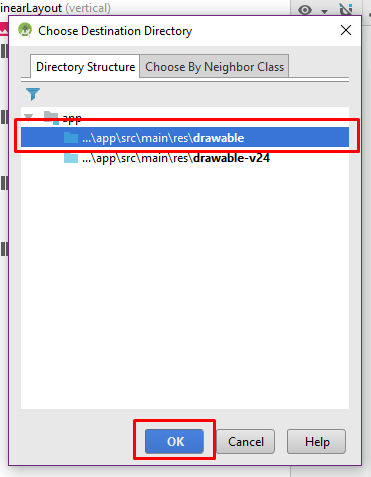 inearLayout (vertical)
Choose Destination Directory
Directory Structure Choose By Neighbor Class
app
...\app\src\main\res\drawable
...\app\src\main\res\drawable-v24
OK Cancel Help